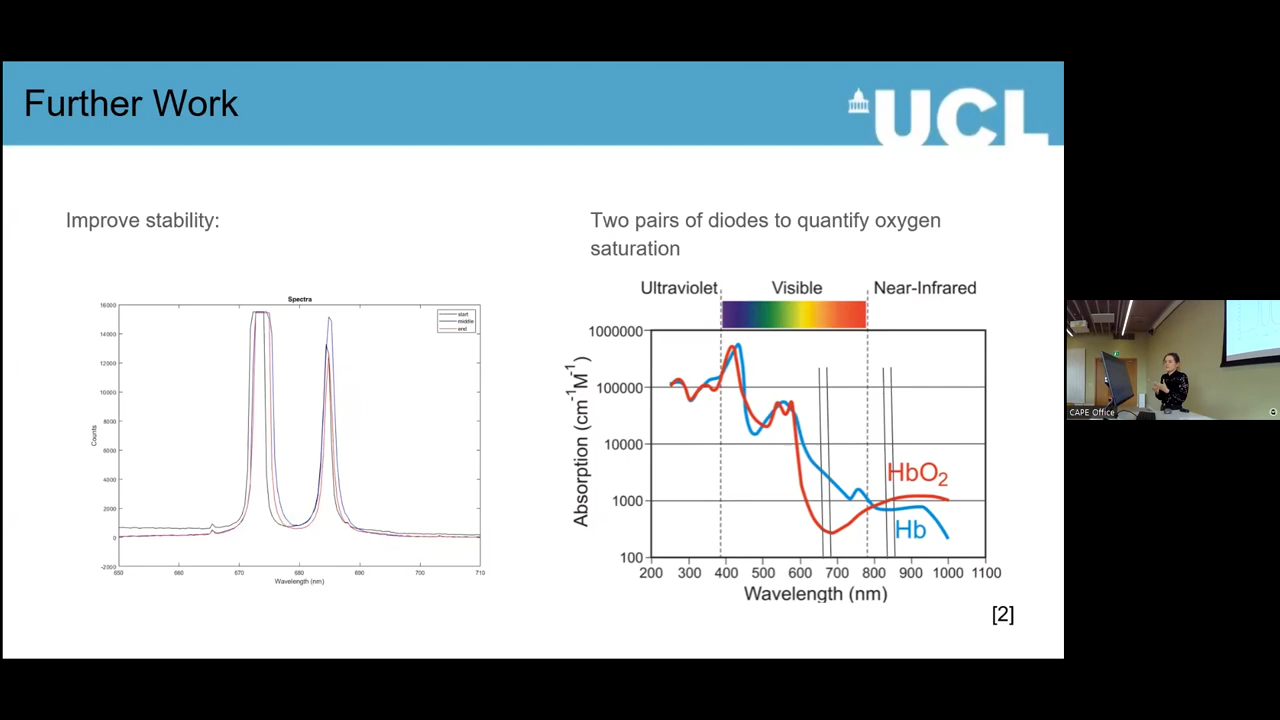 Further Work
UCL
Improve stability:
Two pairs of diodes to quantify oxygen
saturation
Spectra
start
middle
end
16000
14000
12000
10000
8000
6000
4000
2000
0
-2000
Counts
650 660 670 680 690 700 710
Wavelength (nm)
Ultraviolet Visible Near-Infrared
1000000
100000
10000
1000
100
Absorption (cm⁻¹M⁻¹)
HbO₂
Hb
200 300 400 500 600 700 800 900 1000 1100
Wavelength (nm)
[2]
CAPE Office